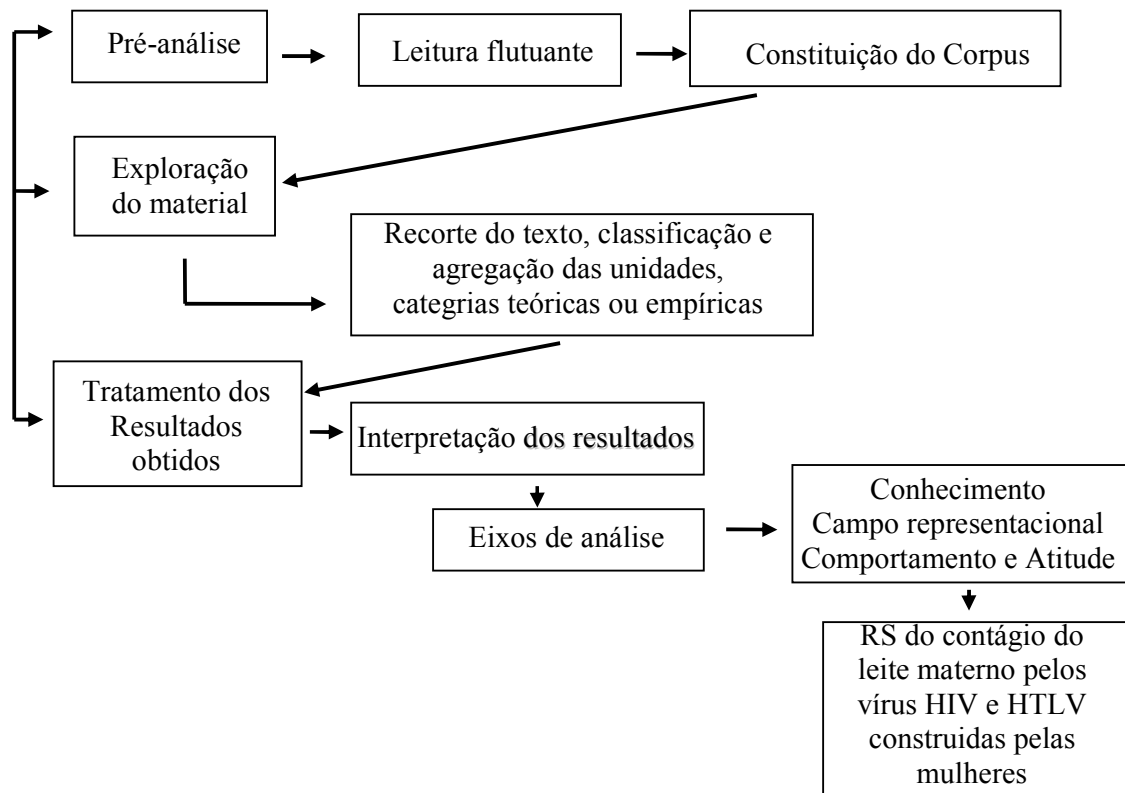 Pré-análise
Leitura flutuante
Constituição do Corpus
Exploração
do material
Recorte do texto, classificação e
agregação das unidades,
categrias teóricas ou empíricas
Tratamento dos
Resultados
obtidos
Interpretação dos resultados
Eixos de análise
Conhecimento
Campo representacional
Comportamento e Atitude
RS do contágio do
leite materno pelos
vírus HIV e HTLV
construidas pelas
mulheres